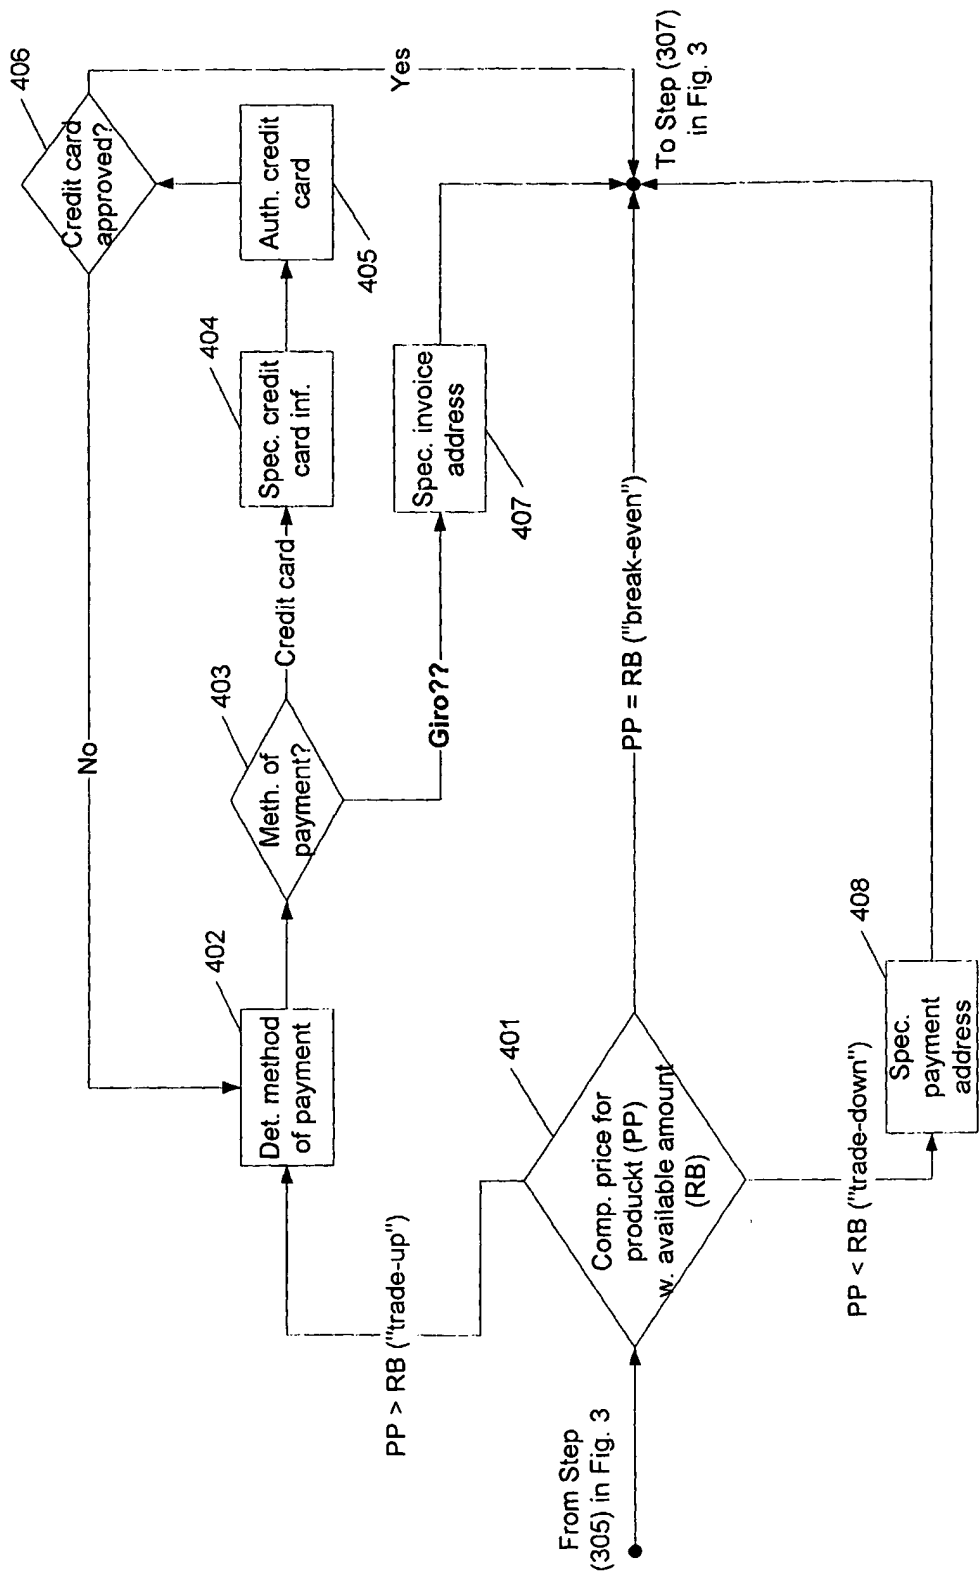 From Step
(305) in Fig. 3
Comp. price for
produckt (PP)
w. available amount
(RB)
401
PP > RB ("trade-up")
Det. method
of payment
402
Meth. of
payment?
403
Credit card
Spec. credit
card inf.
404
Auth. credit
card
405
Credit card
approved?
406
No
Yes
Giro??
Spec. invoice
address
407
PP = RB ("break-even")
PP < RB ("trade-down")
Spec.
payment
address
408
To Step (307)
in Fig. 3